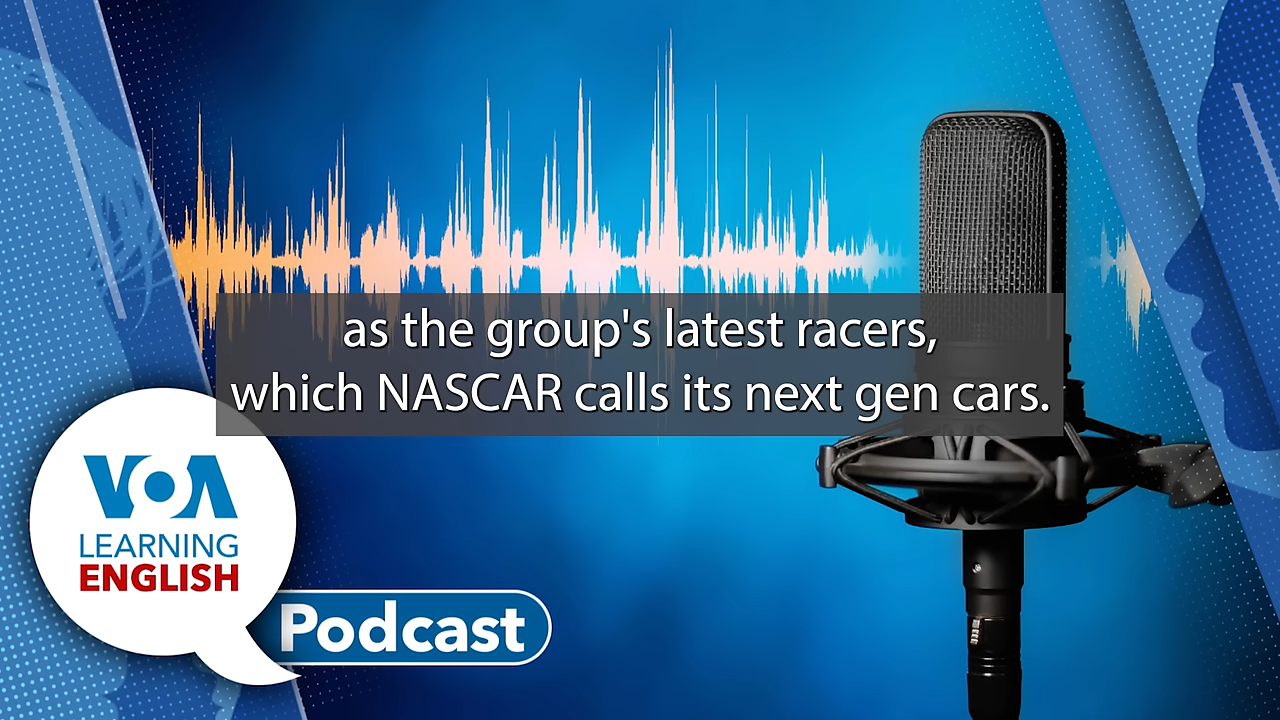 as the group's latest racers,
which NASCAR calls its next gen cars.
VOA
LEARNING
ENGLISH
Podcast